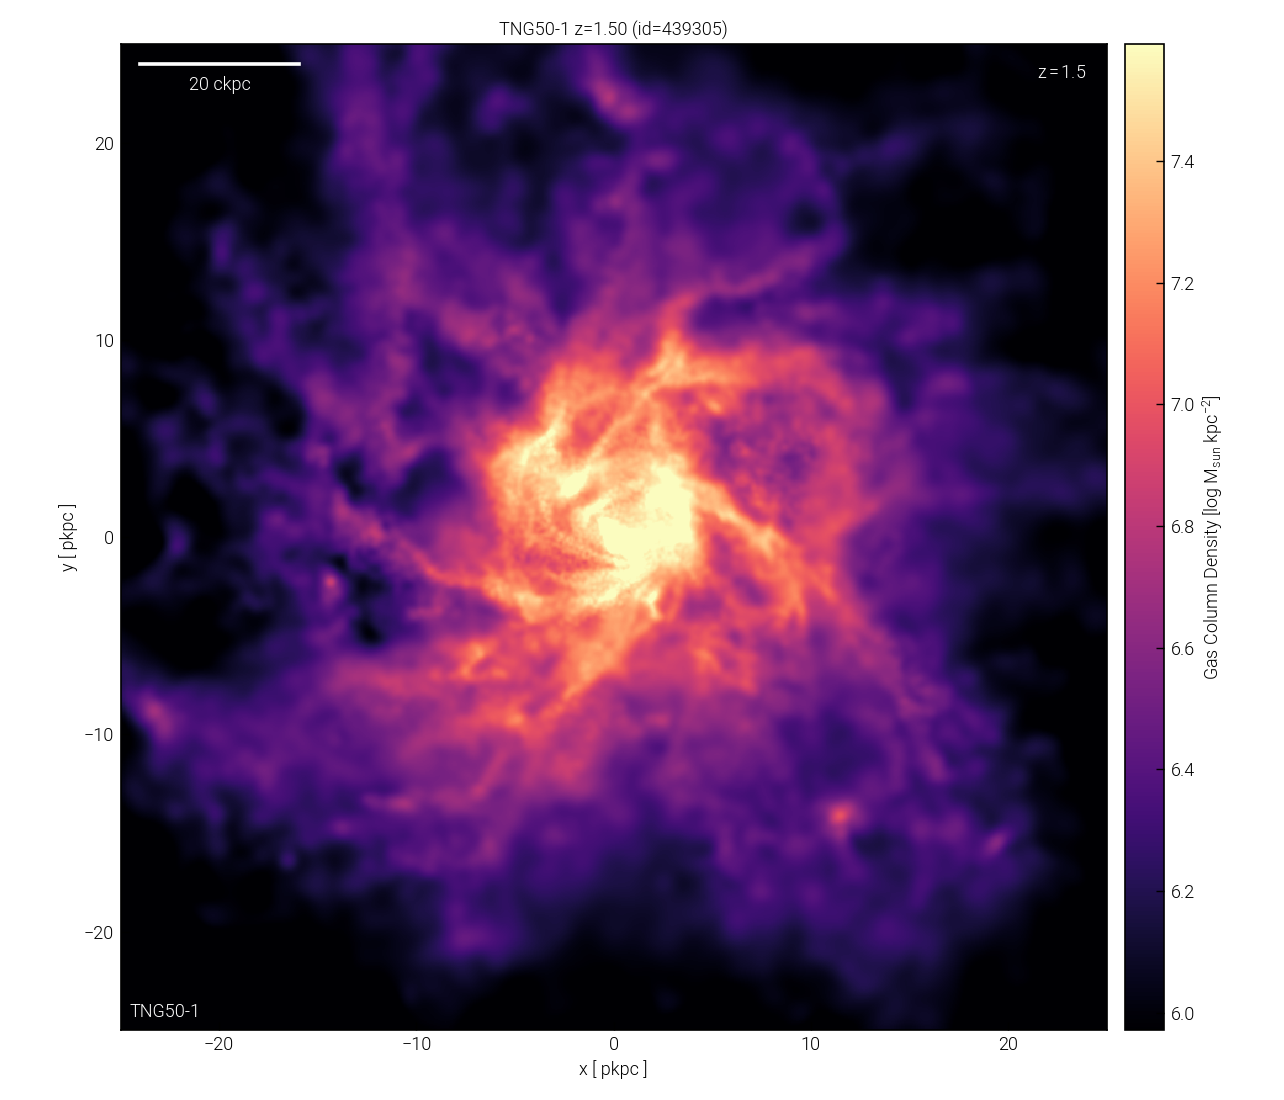 TNG50-1 z=1.50 (id=439305)
20 ckpc
z = 1.5
TNG50-1
20
10
0
−10
−20
y [ pkpc ]
−20
−10
0
10
20
x [ pkpc ]
7.4
7.2
7.0
6.8
6.6
6.4
6.2
6.0
Gas Column Density [log M_sun kpc⁻²]